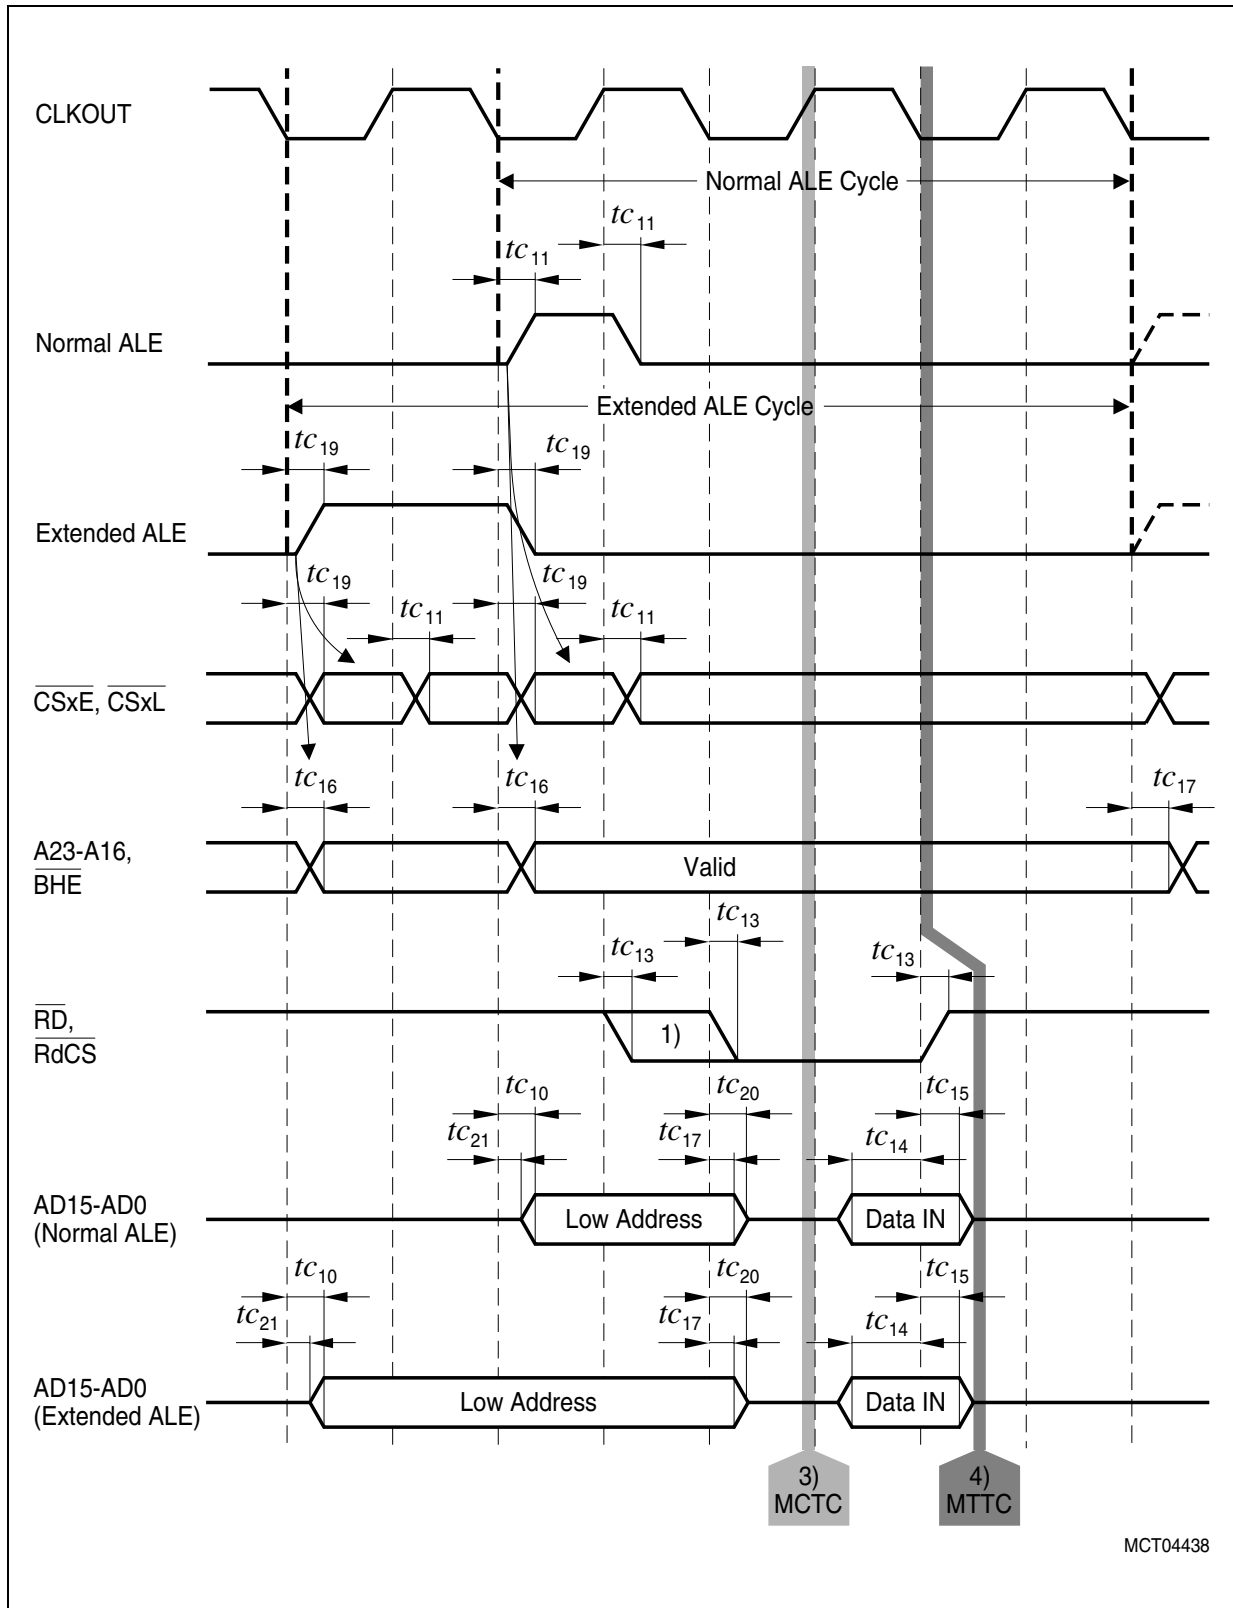 CLKOUT
Normal ALE Cycle
tc11
tc11
Normal ALE
Extended ALE Cycle
tc19
tc19
Extended ALE
tc19
tc19
tc11
tc11
CSxE, CSxL
tc16
tc16
tc17
A23-A16,
BHE
Valid
tc13
tc13
tc13
RD,
RdCS
1)
tc10
tc20
tc15
tc21
tc17
tc14
AD15-AD0
(Normal ALE)
Low Address
Data IN
tc10
tc20
tc15
tc21
tc17
tc14
AD15-AD0
(Extended ALE)
Low Address
Data IN
3)
MCTC
4)
MTTC
MCT04438